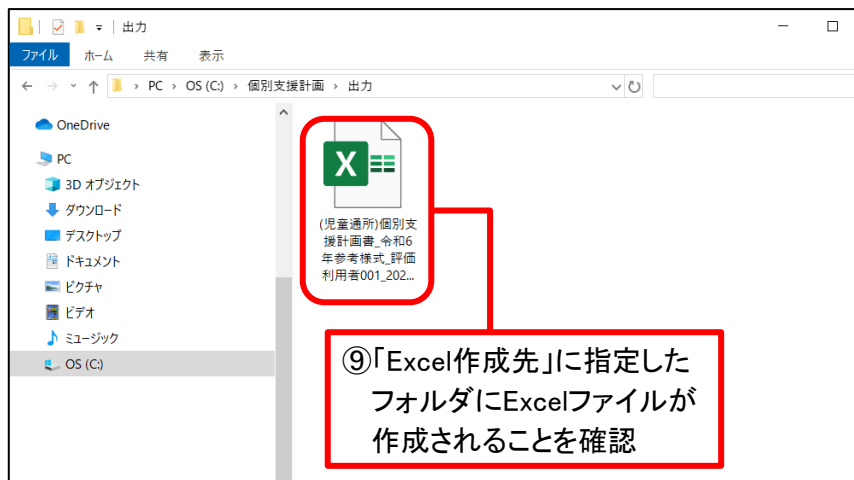 出力
ファイル ホーム 共有 表示
PC › OS (C:) › 個別支援計画 › 出力
OneDrive
PC
3D オブジェクト
ダウンロード
デスクトップ
ドキュメント
ピクチャ
ビデオ
ミュージック
OS (C:)
(児童通所)個別支
援計画書_令和6
年参考様式_評価
利用者001_202...
⑨「Excel作成先」に指定した
フォルダにExcelファイルが
作成されることを確認